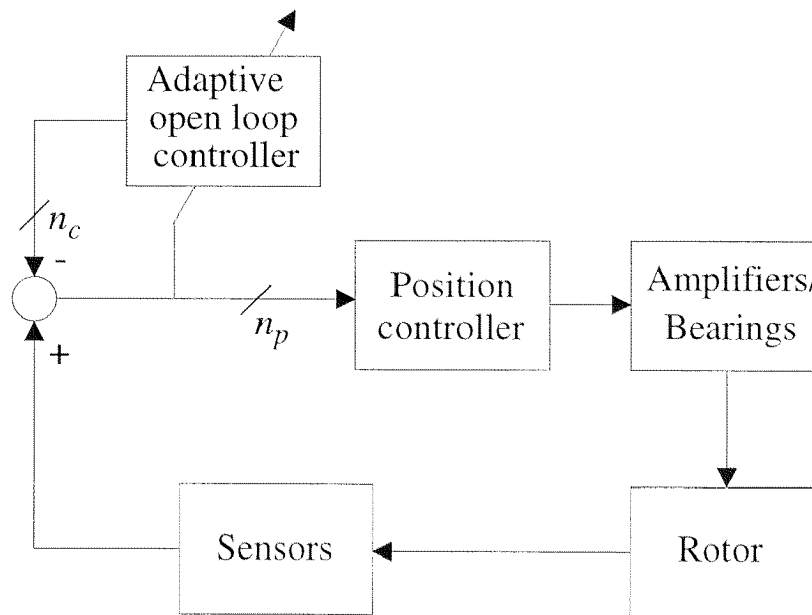 Adaptive
open loop
controller
n_c
-
+
n_p
Position
controller
Amplifiers/
Bearings
Sensors
Rotor